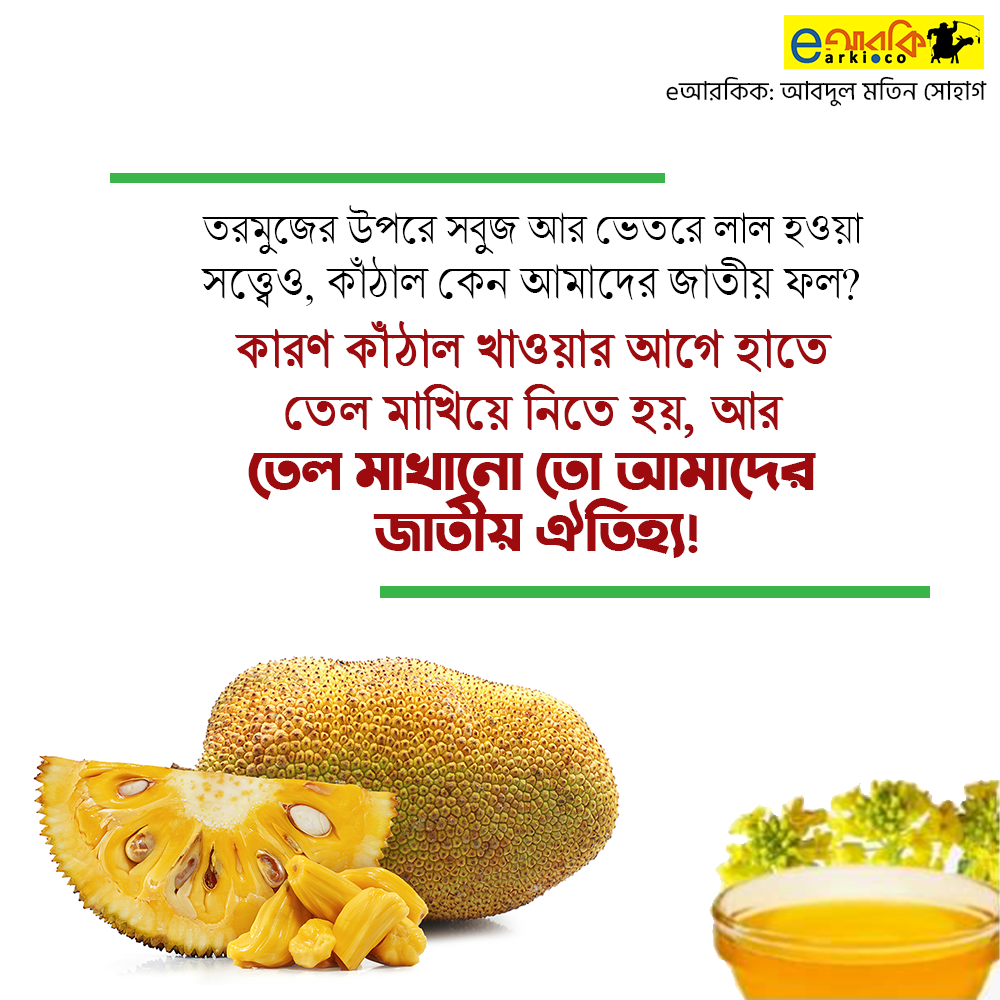 eআরকি
arki.co
eআরকিক: আবদুল মতিন সোহাগ
তরমুজের উপরে সবুজ আর ভেতরে লাল হওয়া
সত্ত্বেও, কাঁঠাল কেন আমাদের জাতীয় ফল?
কারণ কাঁঠাল খাওয়ার আগে হাতে
তেল মাখিয়ে নিতে হয়, আর
তেল মাখানো তো আমাদের
জাতীয় ঐতিহ্য!